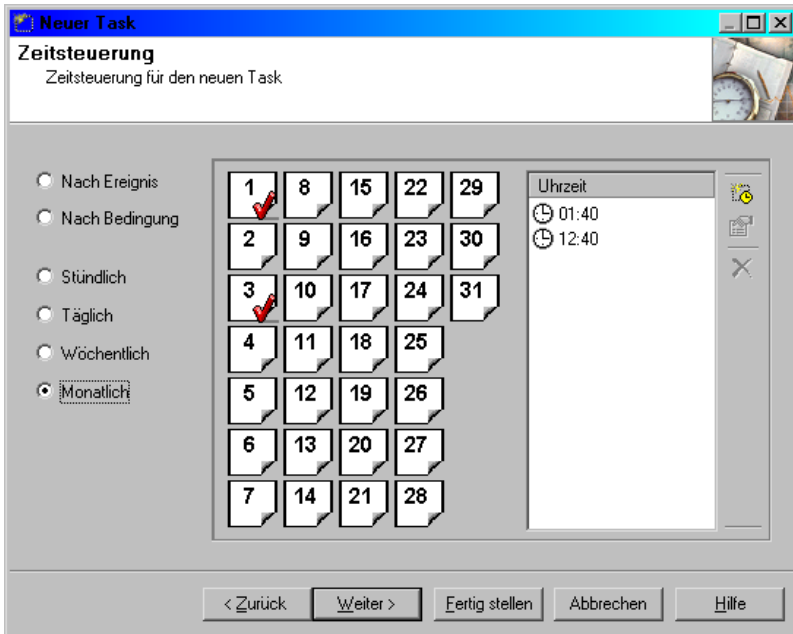 Neuer Task
Zeitsteuerung
Zeitsteuerung für den neuen Task
Nach Ereignis
Nach Bedingung
Stündlich
Täglich
Wöchentlich
Monatlich
1 8 15 22 29
2 9 16 23 30
3 10 17 24 31
4 11 18 25
5 12 19 26
6 13 20 27
7 14 21 28
Uhrzeit
01:40
12:40
< Zurück
Weiter >
Fertig stellen
Abbrechen
Hilfe